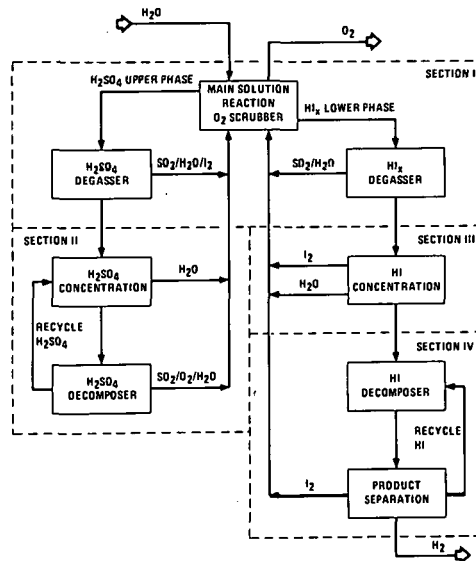 H₂O
O₂
SECTION I
H₂SO₄ UPPER PHASE
MAIN SOLUTION
REACTION
O₂ SCRUBBER
HIₓ LOWER PHASE
H₂SO₄
DEGASSER
SO₂/H₂O/I₂
SO₂/H₂O
HIₓ
DEGASSER
SECTION II
SECTION III
H₂SO₄
CONCENTRATION
H₂O
I₂
H₂O
HI
CONCENTRATION
RECYCLE
H₂SO₄
SECTION IV
H₂SO₄
DECOMPOSER
SO₂/O₂/H₂O
HI
DECOMPOSER
RECYCLE
HI
I₂
PRODUCT
SEPARATION
H₂